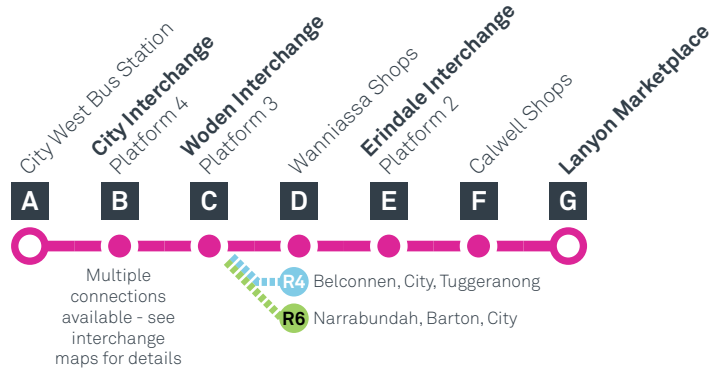 City West Bus Station
City Interchange
Platform 4
Woden Interchange
Platform 3
Wanniassa Shops
Erindale Interchange
Platform 2
Calwell Shops
Lanyon Marketplace
A B C D E F G
Multiple
connections
available - see
interchange
maps for details
R4 Belconnen, City, Tuggeranong
R6 Narrabundah, Barton, City